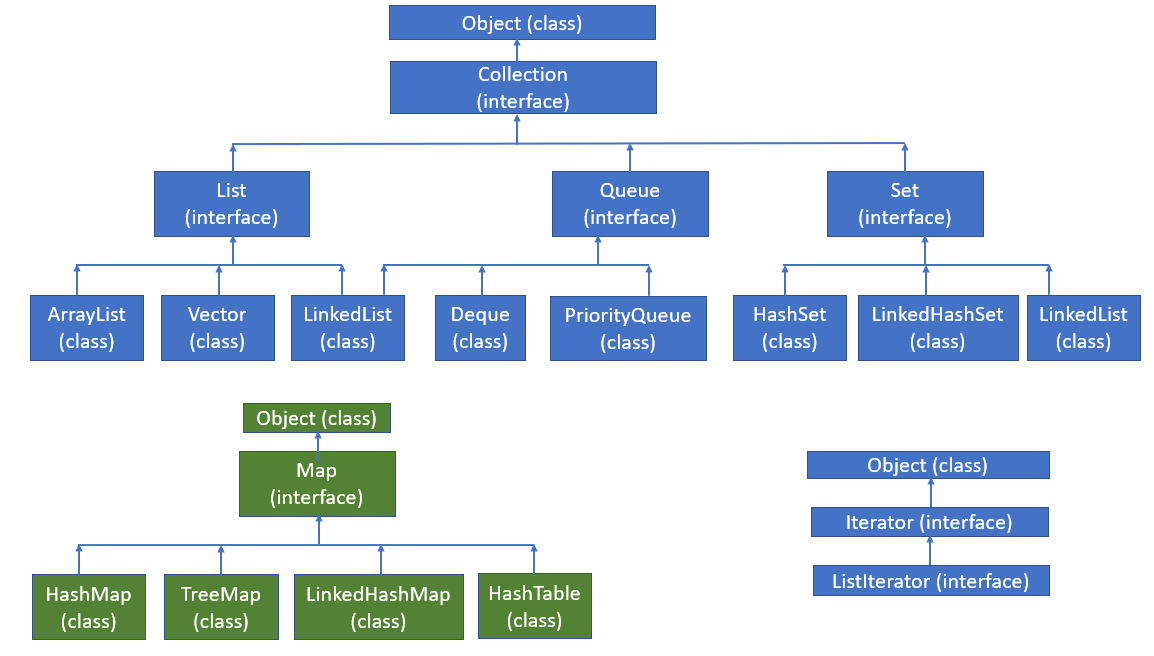 Object (class)
Collection
(interface)
List
(interface)
Queue
(interface)
Set
(interface)
ArrayList
(class)
Vector
(class)
LinkedList
(class)
Deque
(class)
PriorityQueue
(class)
HashSet
(class)
LinkedHashSet
(class)
LinkedList
(class)
Object (class)
Map
(interface)
HashMap
(class)
TreeMap
(class)
LinkedHashMap
(class)
HashTable
(class)
Object (class)
Iterator (interface)
ListIterator (interface)